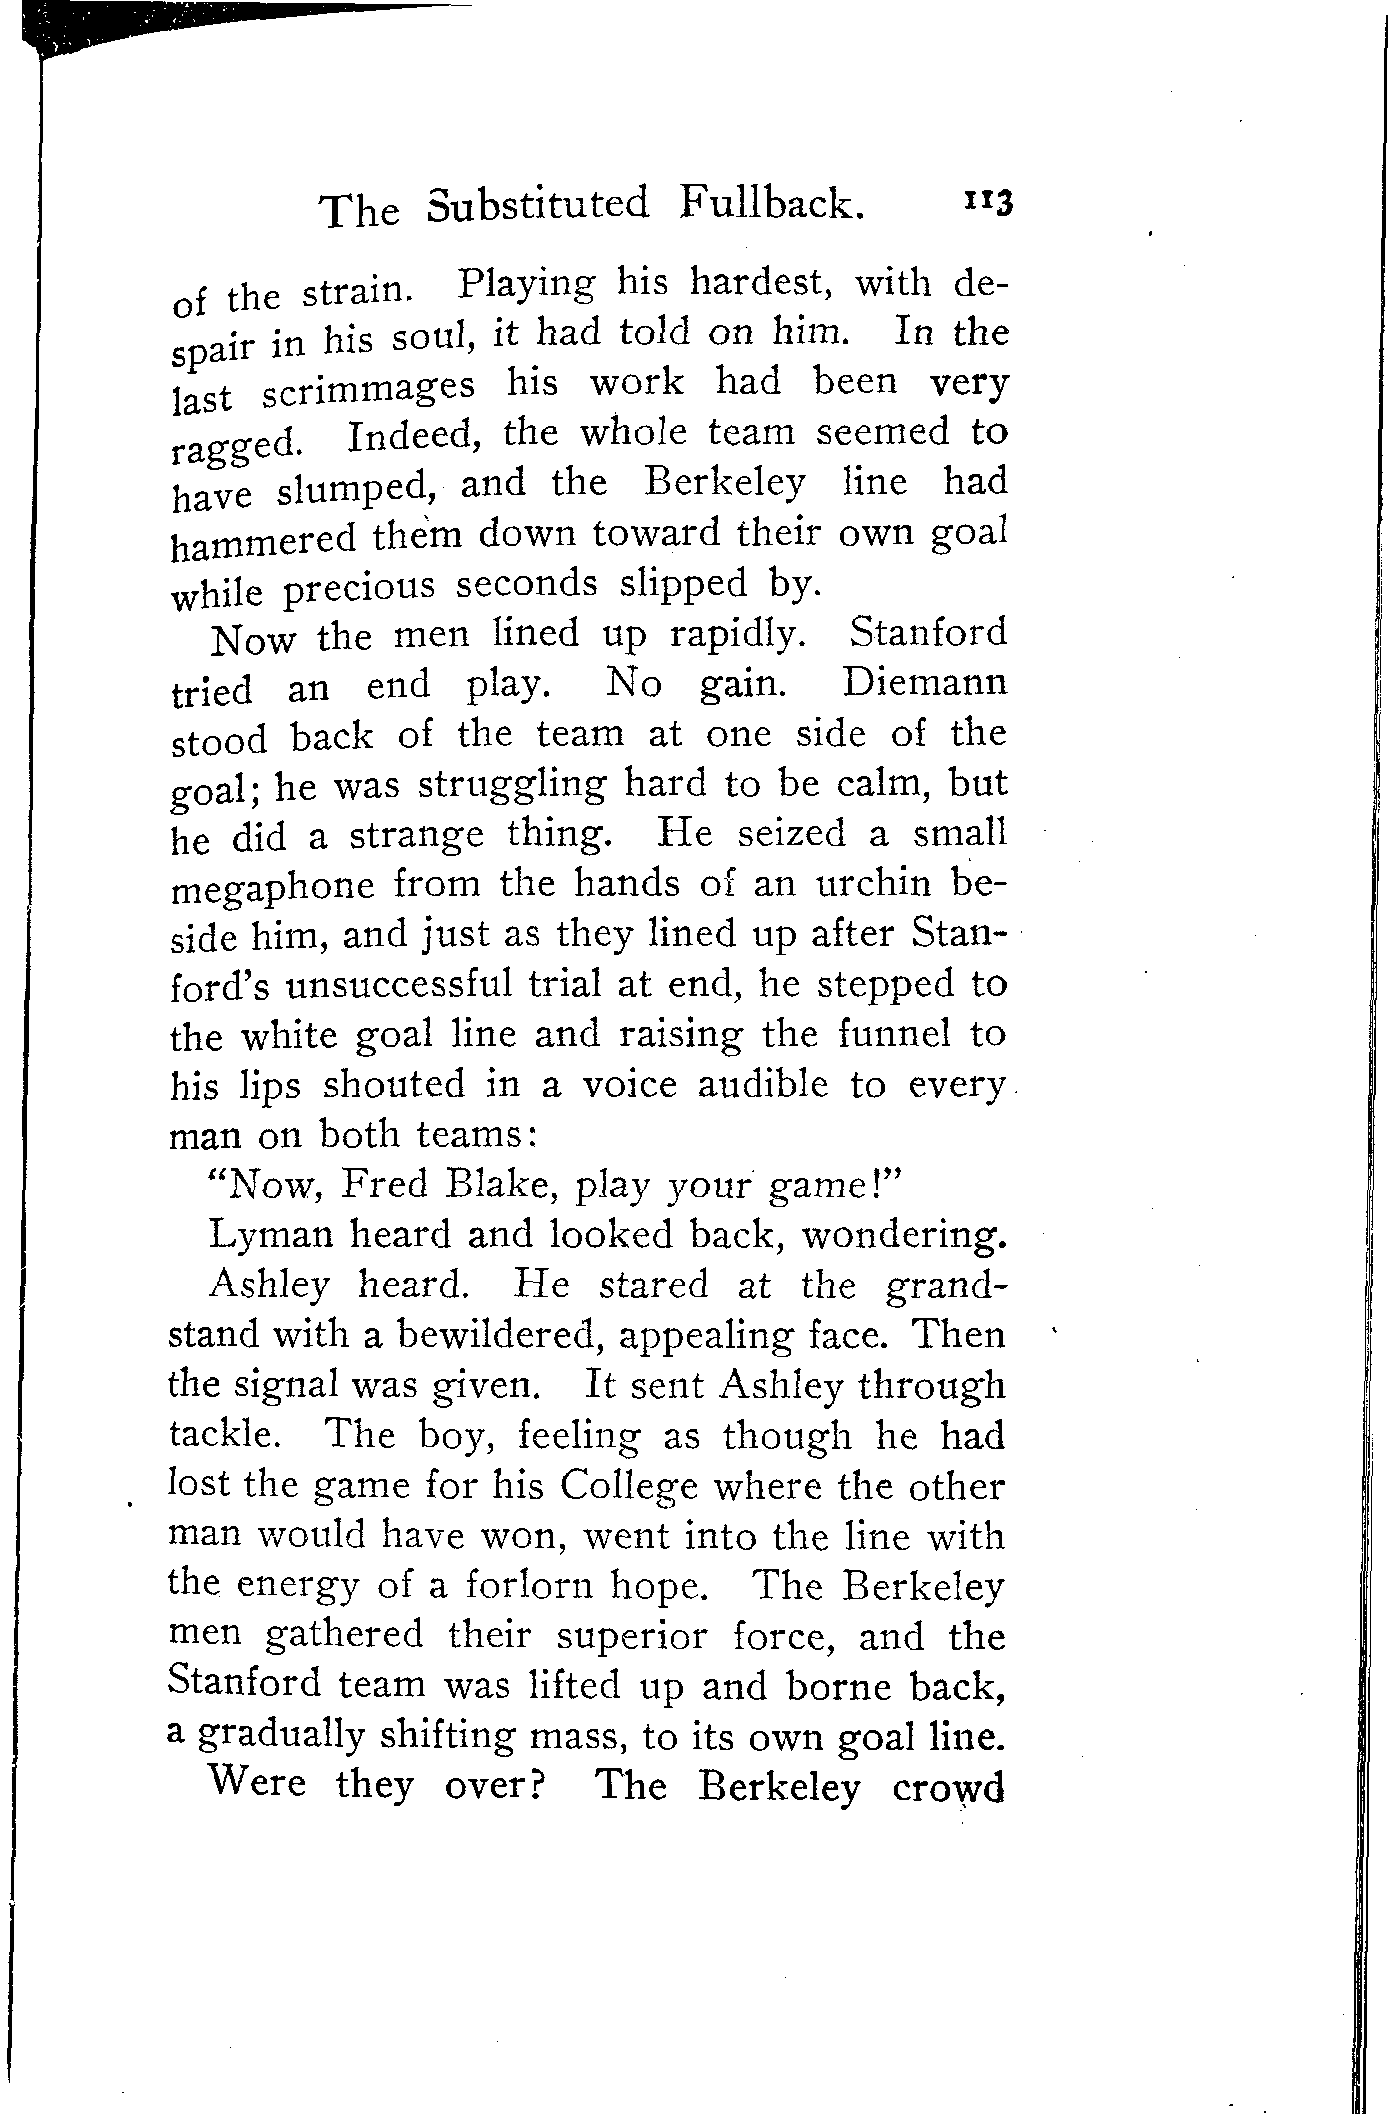 The Substituted Fullback. 113
of the strain. Playing his hardest, with de-
spair in his soul, it had told on him. In the
last scrimmages his work had been very
ragged. Indeed, the whole team seemed to
have slumped, and the Berkeley line had
hammered them down toward their own goal
while precious seconds slipped by.
Now the men lined up rapidly. Stanford
tried an end play. No gain. Diemann
stood back of the team at one side of the
goal; he was struggling hard to be calm, but
he did a strange thing. He seized a small
megaphone from the hands of an urchin be-
side him, and just as they lined up after Stan-
ford's unsuccessful trial at end, he stepped to
the white goal line and raising the funnel to
his lips shouted in a voice audible to every
man on both teams:
"Now, Fred Blake, play your game!"
Lyman heard and looked back, wondering.
Ashley heard. He stared at the grand-
stand with a bewildered, appealing face. Then
the signal was given. It sent Ashley through
tackle. The boy, feeling as though he had
lost the game for his College where the other
man would have won, went into the line with
the energy of a forlorn hope. The Berkeley
men gathered their superior force, and the
Stanford team was lifted up and borne back,
a gradually shifting mass, to its own goal line.
Were they over? The Berkeley crowd